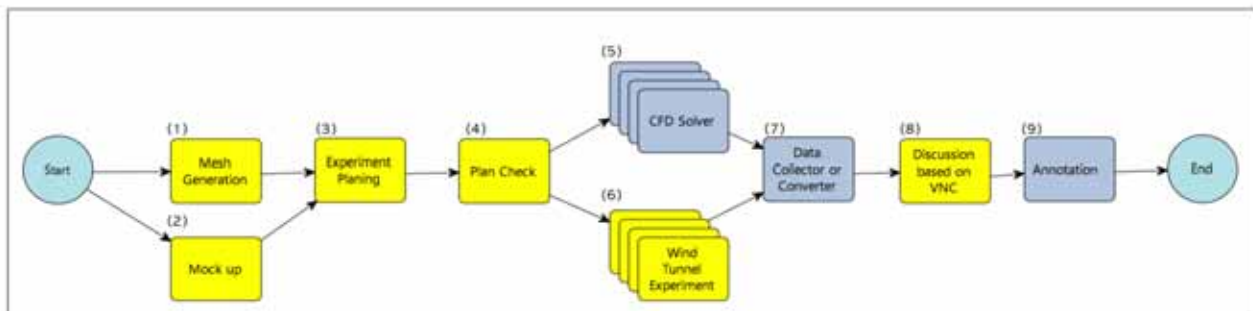 Start
(1)
Mesh
Generation
(2)
Mock up
(3)
Experiment
Planing
(4)
Plan Check
(5)
CFD Solver
(6)
Wind
Tunnel
Experiment
(7)
Data
Collector or
Converter
(8)
Discussion
based on
VNC
(9)
Annotation
End